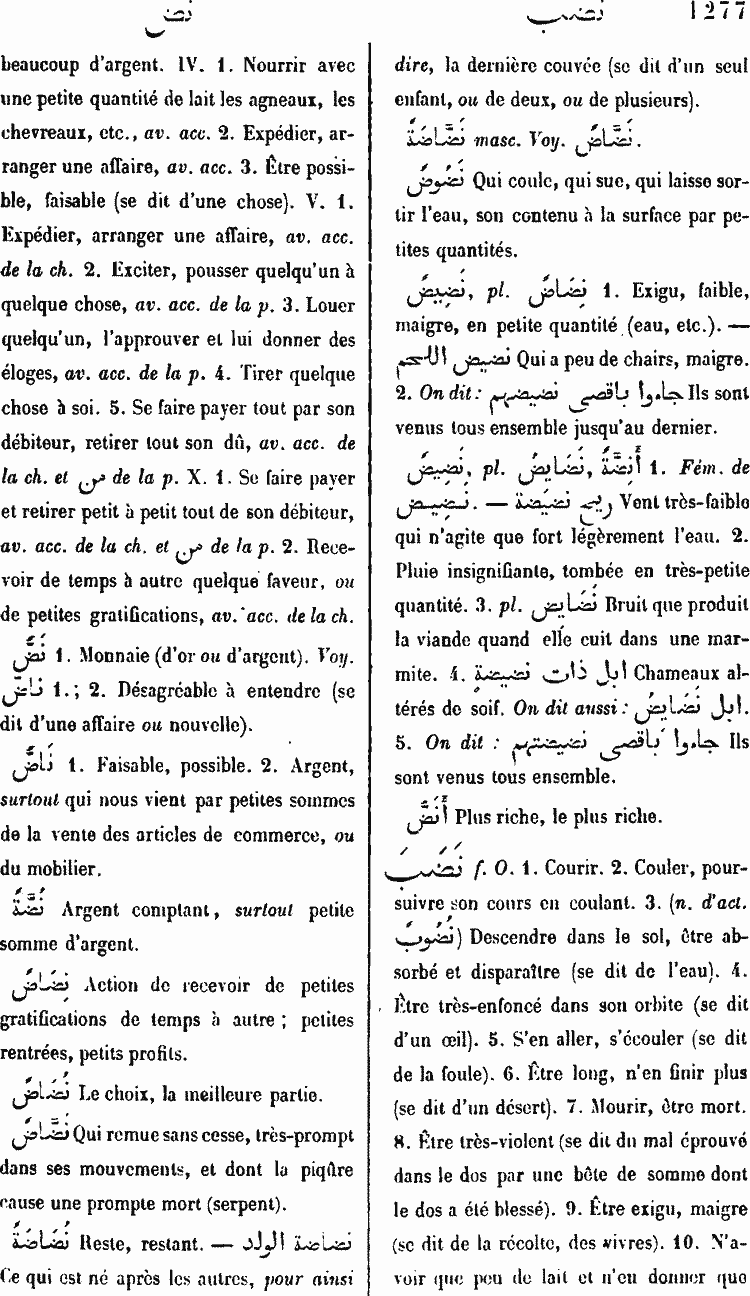 نض
نضب
1277
beaucoup d'argent. IV. 1. Nourrir avec
une petite quantité de lait les agneaux, les
chevreaux, etc., av. acc. 2. Expédier, ar-
ranger une affaire, av. acc. 3. Être possi-
ble, faisable (se dit d'une chose). V. 1.
Expédier, arranger une affaire, av. acc.
de la ch. 2. Exciter, pousser quelqu'un à
quelque chose, av. acc. de la p. 3. Louer
quelqu'un, l'approuver et lui donner des
éloges, av. acc. de la p. 4. Tirer quelque
chose à soi. 5. Se faire payer tout par son
débiteur, retirer tout son dû, av. acc. de
la ch. et من de la p. X. 1. Se faire payer
et retirer petit à petit tout de son débiteur,
av. acc. de la ch. et من de la p. 2. Rece-
voir de temps à autre quelque faveur, ou
de petites gratifications, av. acc. de la ch.
نَضٌّ 1. Monnaie (d'or ou d'argent). Voy.
نَاضٌّ 1.; 2. Désagréable à entendre (se
dit d'une affaire ou nouvelle).
نَاضٌّ 1. Faisable, possible. 2. Argent,
surtout qui nous vient par petites sommes
de la vente des articles de commerce, ou
du mobilier.
نَضَّةٌ Argent comptant, surtout petite
somme d'argent.
نِضَاضٌ Action de recevoir de petites
gratifications de temps à autre; petites
rentrées, petits profits.
نُضَاضٌ Le choix, la meilleure partie.
نَضَّاضٌ Qui remue sans cesse, très-prompt
dans ses mouvements, et dont la piqûre
cause une prompte mort (serpent).
نُضَاضَةٌ Reste, restant. — نضاضة الولد
Ce qui est né après les autres, pour ainsi
dire, la dernière couvée (se dit d'un seul
enfant, ou de deux, ou de plusieurs).
نَضَّاضَةٌ masc. Voy. نَضَّاضٌ.
نَضُوضٌ Qui coule, qui sue, qui laisse sor-
tir l'eau, son contenu à la surface par pe-
tites quantités.
نَضِيضٌ, pl. نِضَاضٌ 1. Exigu, faible,
maigre, en petite quantité (eau, etc.). —
نضيض اللحم Qui a peu de chairs, maigre.
2. On dit: جاءوا باقصى نضيضهم Ils sont
venus tous ensemble jusqu'au dernier.
نَضِيضٌ, pl. نَضَايِضٌ, أَنِضَّةٌ 1. Fém. de
نَضِيض. — ريح نضيضة Vent très-faible
qui n'agite que fort légèrement l'eau. 2.
Pluie insignifiante, tombée en très-petite
quantité. 3. pl. نَضَايِض Bruit que produit
la viande quand elle cuit dans une mar-
mite. 4. ابل ذات نضيضة Chameaux al-
térés de soif. On dit aussi: ابل نَضَايِضٌ.
5. On dit : جاءوا باقصى نضيضتهم Ils
sont venus tous ensemble.
أَنَضُّ Plus riche, le plus riche.
نَضَبَ f. O. 1. Courir. 2. Couler, pour-
suivre son cours en coulant. 3. (n. d'act.
نُضُوبٌ) Descendre dans le sol, être ab-
sorbé et disparaître (se dit de l'eau). 4.
Être très-enfoncé dans son orbite (se dit
d'un œil). 5. S'en aller, s'écouler (se dit
de la foule). 6. Être long, n'en finir plus
(se dit d'un désert). 7. Mourir, être mort.
8. Être très-violent (se dit du mal éprouvé
dans le dos par une bête de somme dont
le dos a été blessé). 9. Être exigu, maigre
(se dit de la récolte, des vivres). 10. N'a-
voir que peu de lait et n'en donner que